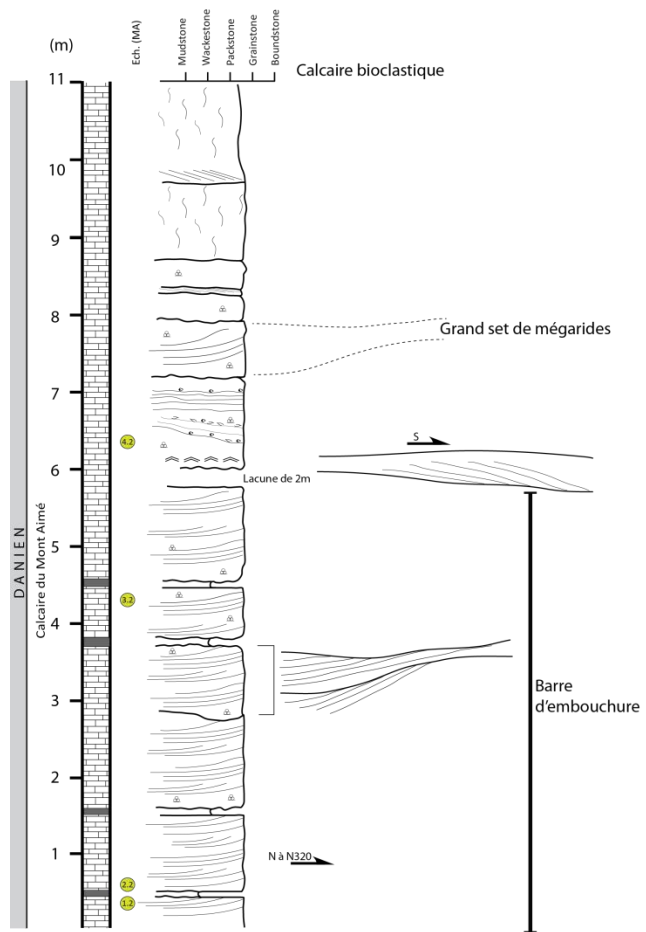 (m)
Ech. (MA)
Mudstone
Wackestone
Packstone
Grainstone
Boundstone
Calcaire bioclastique
11
10
9
8
Grand set de mégarides
7
4.2
S
6
Lacune de 2m
5
DANIEN
Calcaire du Mont Aimé
3.2
4
3
Barre
d'embouchure
2
1
N à N320
2.2
1.2